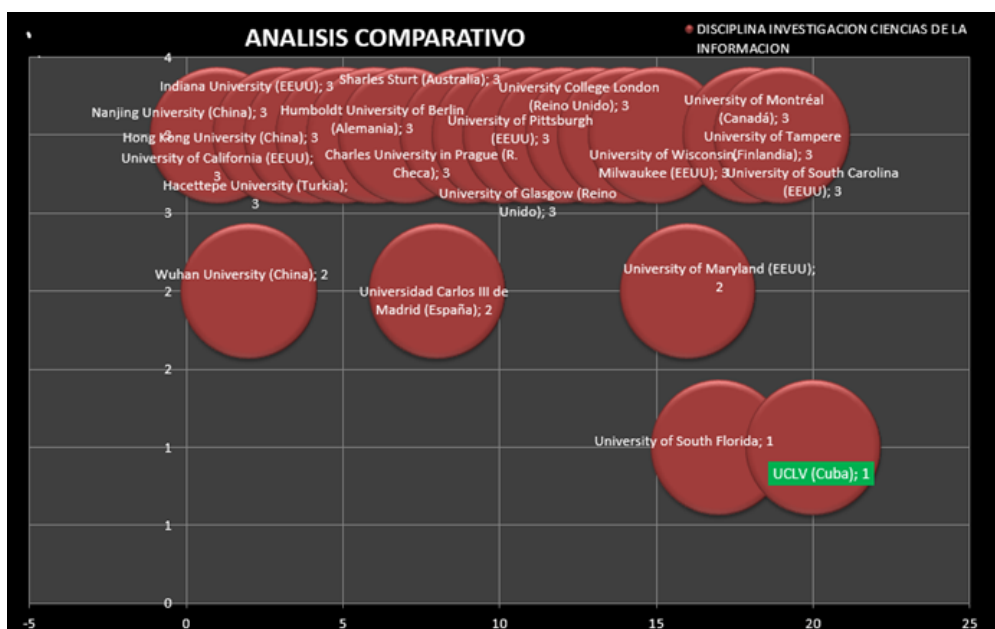 ANALISIS COMPARATIVO
DISCIPLINA INVESTIGACION CIENCIAS DE LA
INFORMACION
4
3
3
2
2
1
1
0
Indiana University (EEUU); 3
Nanjing University (China); 3
Hong Kong University (China); 3
University of California (EEUU);
3
Hacettepe University (Turkia);
3
Sharles Sturt (Australia); 3
Humboldt University of Berlin
(Alemania); 3
Charles University in Prague (R.
Checa); 3
University College London
(Reino Unido); 3
University of Pittsburgh
(EEUU); 3
University of Glasgow (Reino
Unido); 3
University of Wisconsin,
Milwaukee (EEUU); 3
University of Montréal
(Canadá); 3
University of Tampere
(Finlandia); 3
University of South Carolina
(EEUU); 3
Wuhan University (China); 2
Universidad Carlos III de
Madrid (España); 2
University of Maryland (EEUU);
2
University of South Florida; 1
UCLV (Cuba); 1
-5 0 5 10 15 20 25